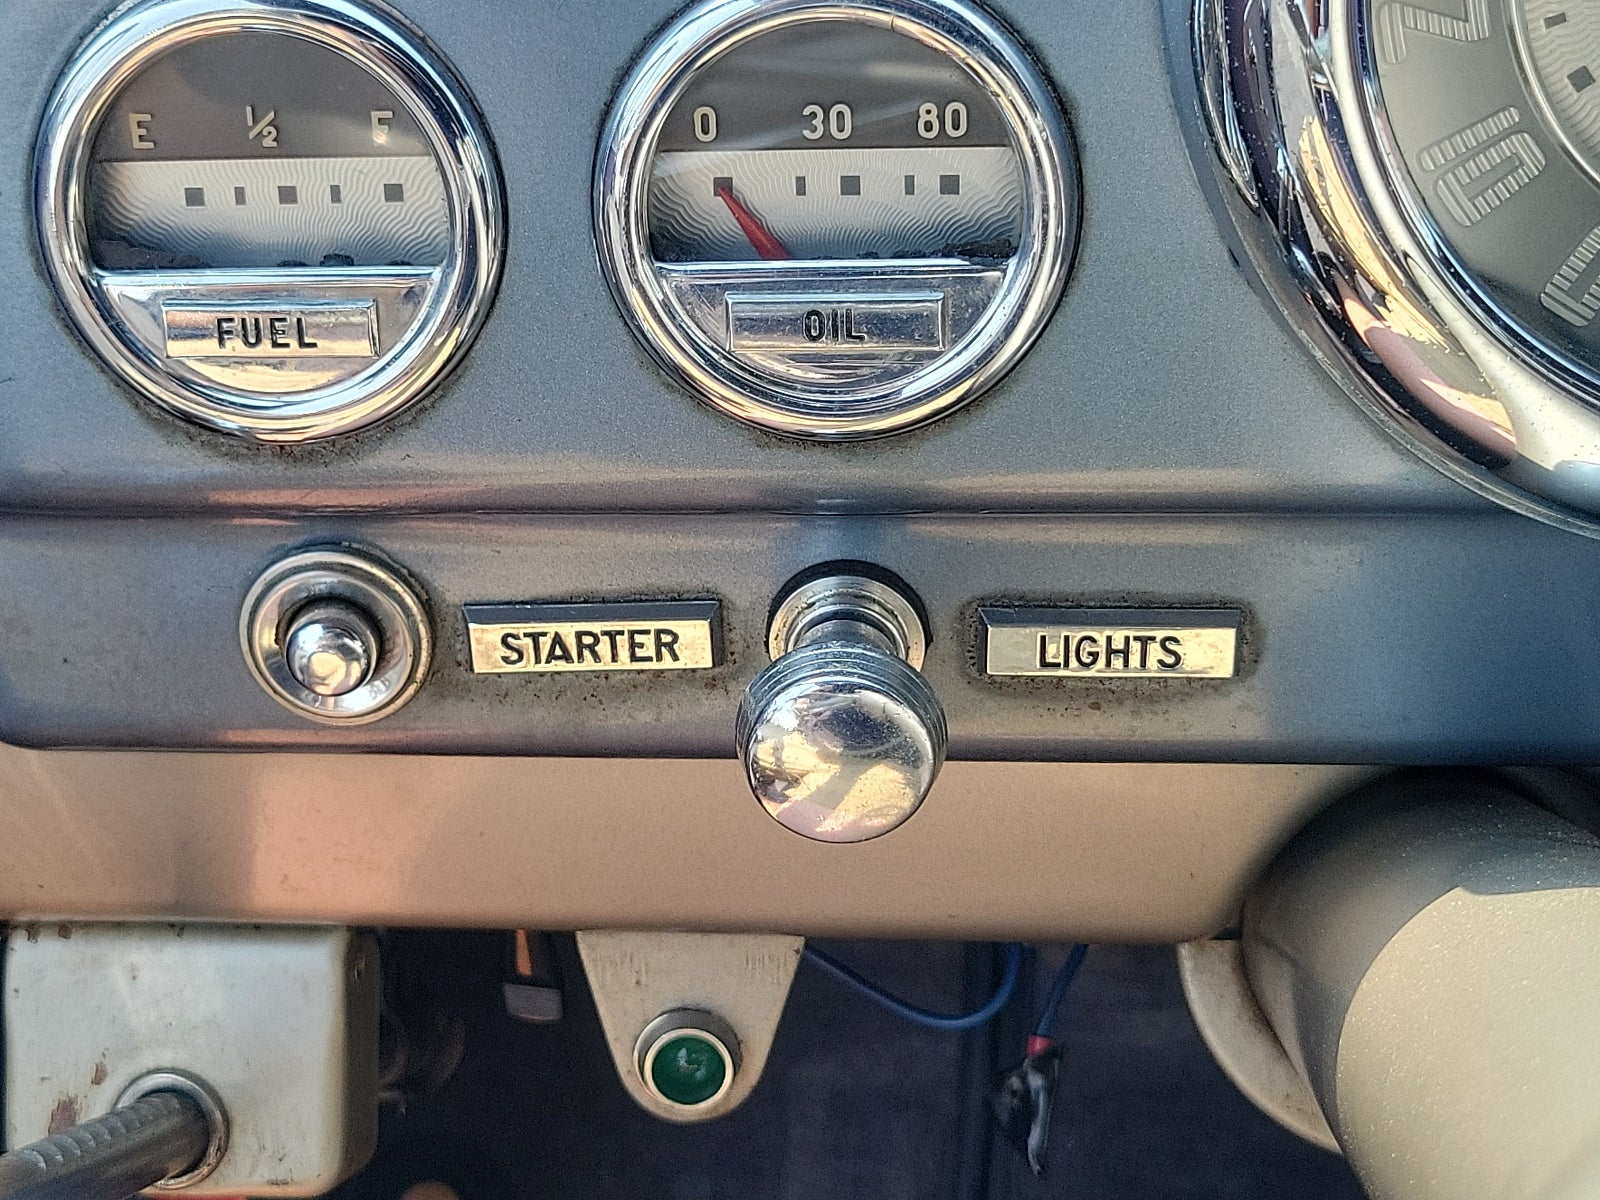 E ½ F
0 30 80
FUEL
OIL
STARTER
LIGHTS